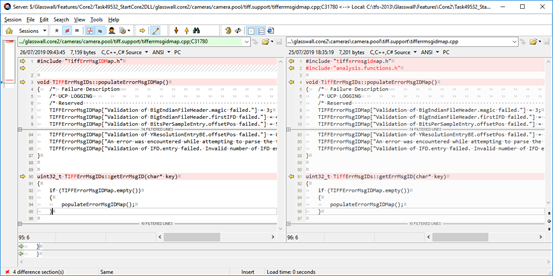 Server: S:/Glasswall/Features/Core2/Task49532_StartCore2DLL/ glasswall.core2/cameras/camera.pool/tiff.support/tifferrmsgidmap.cpp;C31780 <--> Local: C:\tfs-2013\Glasswall\Features\Core2\Task49532_
Session File Edit Search View Tools Help
Sessions
.../glasswall.core2/cameras/camera.pool/tiff.support/tifferrmsgidmap.cpp;C31780
26/07/2019 09:43:45 7,159 bytes C,C++,C# Source ANSI PC
#include "TiffErrMsgIDMap.h"
void TIFFErrMsgIDs::populateErrorMsgIDMap()
{
/* Failure Description
/* UCP LOGGING
/* Reserved
TIFFErrorMsgIDMap["Validation of BigEndianFileHeader.magic failed."] = 3;
TIFFErrorMsgIDMap["Validation of BigEndianFileHeader.firstIFD failed."] =
TIFFErrorMsgIDMap["Validation of BitsPerSampleEntry.offsetPos failed."] =
FILTERED LINES
TIFFErrorMsgIDMap["Validation of YResolutionEntryBE.offsetPos failed."] =
TIFFErrorMsgIDMap["An error was encountered while attempting to parse the
TIFFErrorMsgIDMap["Validation of IFD.entry failed. Invalid number of IFD e
}
uint32_t TiffErrMsgIDs::getErrMsgID(char* key)
{
if (TIFFErrorMsgIDMap.empty())
{
populateErrorMsgIDMap();
}
FILTERED LINES
95: 6
...\glasswall.core2\cameras\camera.pool\tiff.support\tifferrmsgidmap.cpp
25/07/2019 18:35:19 7,201 bytes C,C++,C# Source ANSI PC
#include "tifferrmsgidmap.h"
#include "analysis.functions.h"
void TiffErrMsgIDs::populateErrorMsgIDMap()
{
/* Failure Description
/* UCP LOGGING
/* Reserved
TIFFErrorMsgIDMap["Validation of BigEndianFileHeader.magic failed."] = 3;
TIFFErrorMsgIDMap["Validation of BigEndianFileHeader.firstIFD failed."] =
TIFFErrorMsgIDMap["Validation of BitsPerSampleEntry.offsetPos failed."] =
FILTERED LINES
TIFFErrorMsgIDMap["Validation of YResolutionEntryBE.offsetPos failed."] =
TIFFErrorMsgIDMap["An error was encountered while attempting to parse the
TIFFErrorMsgIDMap["Validation of IFD.entry failed. Invalid number of IFD e
}
uint32_t TiffErrMsgIDs::getErrMsgID(char* key)
{
if (TIFFErrorMsgIDMap.empty())
{
populateErrorMsgIDMap();
}
FILTERED LINES
96: 6
}
}
4 difference section(s) Same Insert Load time: 0 seconds